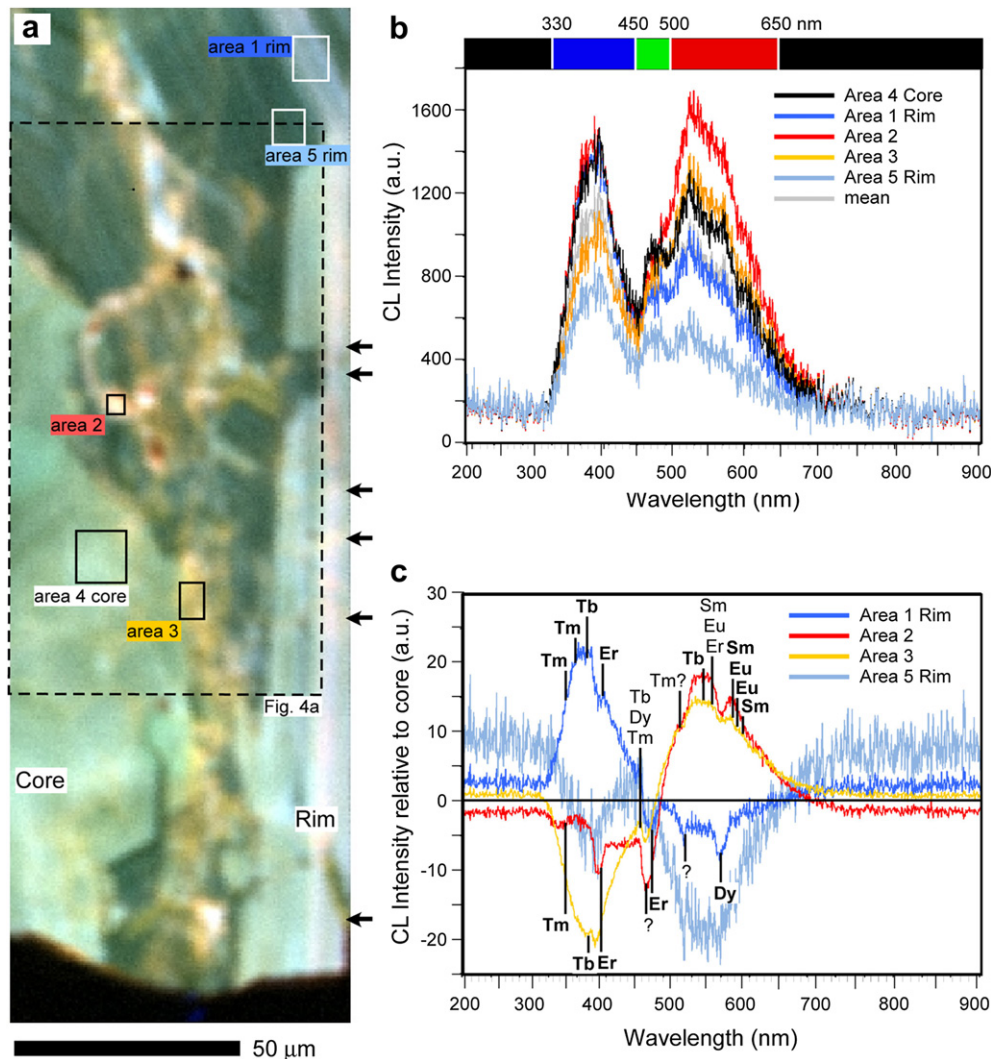 a
area 1 rim
area 5 rim
area 2
area 4 core
area 3
Fig. 4a
Core
Rim
50 μm
b
330 450 500 650 nm
CL Intensity (a.u.)
1600
1200
800
400
0
Area 4 Core
Area 1 Rim
Area 2
Area 3
Area 5 Rim
mean
200 300 400 500 600 700 800 900
Wavelength (nm)
c
CL Intensity relative to core (a.u.)
30
20
10
0
-10
-20
Area 1 Rim
Area 2
Area 3
Area 5 Rim
Tm
Tm
Tb
Er
Tb
Dy
Tm
Tm?
Tb
Sm
Eu
Er
Sm
Eu
Eu
Sm
Tm
Tb
Er
?
Er
?
Dy
200 300 400 500 600 700 800 900
Wavelength (nm)